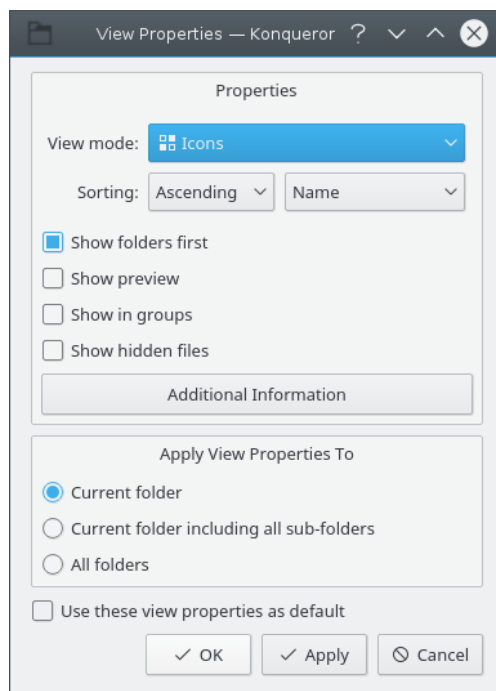 View Properties — Konqueror ?
Properties
View mode: Icons
Sorting: Ascending Name
Show folders first
Show preview
Show in groups
Show hidden files
Additional Information
Apply View Properties To
Current folder
Current folder including all sub-folders
All folders
Use these view properties as default
OK Apply Cancel